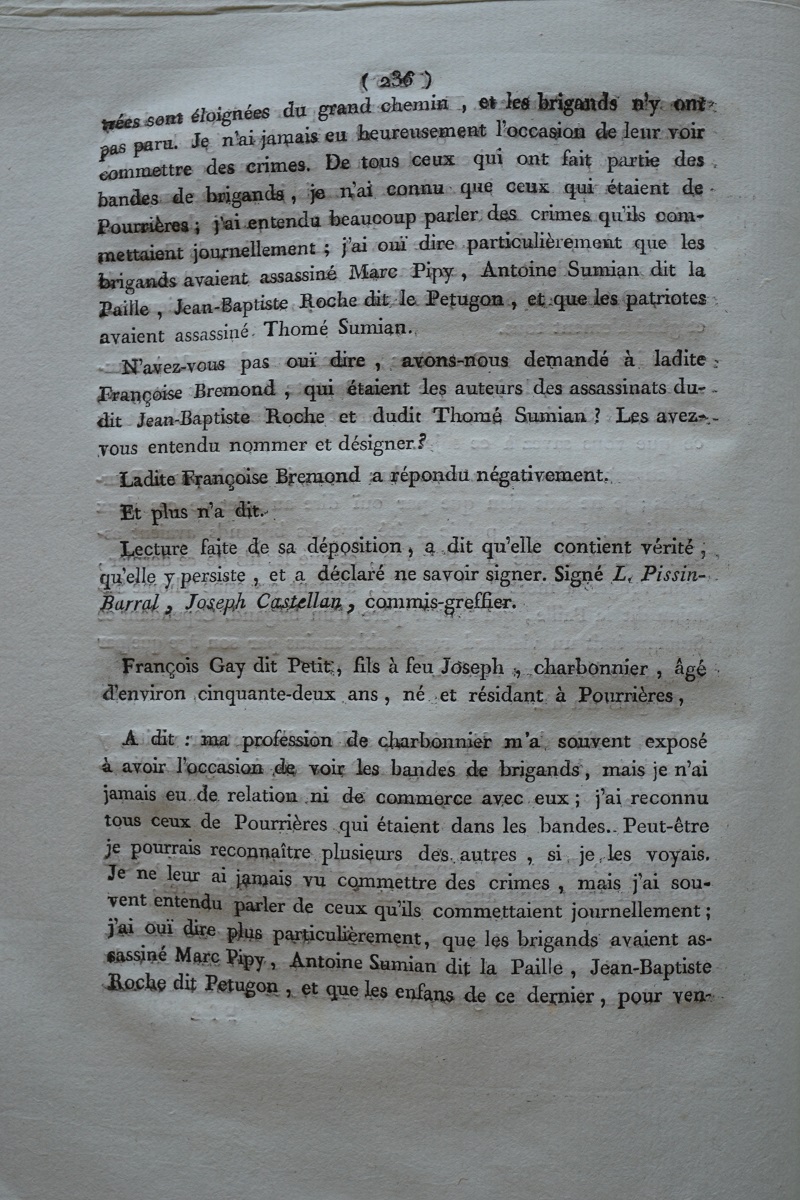 ( 236 )
trées sont éloignées du grand chemin , et les brigands n'y ont
pas paru. Je n'ai jamais eu heureusement l'occasion de leur voir
commettre des crimes. De tous ceux qui ont fait partie des
bandes de brigands , je n'ai connu que ceux qui étaient de
Pourrières ; j'ai entendu beaucoup parler des crimes qu'ils com-
mettaient journellement ; j'ai ouï dire particulièrement que les
brigands avaient assassiné Marc Pipy , Antoine Sumian dit la
Paille , Jean-Baptiste Roche dit le Petugon , et que les patriotes
avaient assassiné Thomé Sumian.
N'avez-vous pas ouï dire , avons-nous demandé à ladite
Françoise Bremond , qui étaient les auteurs des assassinats du-
dit Jean-Baptiste Roche et dudit Thomé Sumian ? Les avez-
vous entendu nommer et désigner ?
Ladite Françoise Bremond a répondu négativement.
Et plus n'a dit.
Lecture faite de sa déposition , a dit qu'elle contient vérité ,
qu'elle y persiste , et a déclaré ne savoir signer. Signé L. Pissin-
Barral , Joseph Castellan , commis-greffier.
François Gay dit Petit , fils à feu Joseph , charbonnier , âgé
d'environ cinquante-deux ans , né et résidant à Pourrières ,
A dit : ma profession de charbonnier m'a souvent exposé
à avoir l'occasion de voir les bandes de brigands , mais je n'ai
jamais eu de relation ni de commerce avec eux ; j'ai reconnu
tous ceux de Pourrières qui étaient dans les bandes. Peut-être
je pourrais reconnaître plusieurs des autres , si je les voyais.
Je ne leur ai jamais vu commettre des crimes , mais j'ai sou-
vent entendu parler de ceux qu'ils commettaient journellement ;
j'ai ouï dire plus particulièrement, que les brigands avaient as-
sassiné Marc Pipy , Antoine Sumian dit la Paille , Jean-Baptiste
Roche dit Petugon , et que les enfans de ce dernier , pour ven-